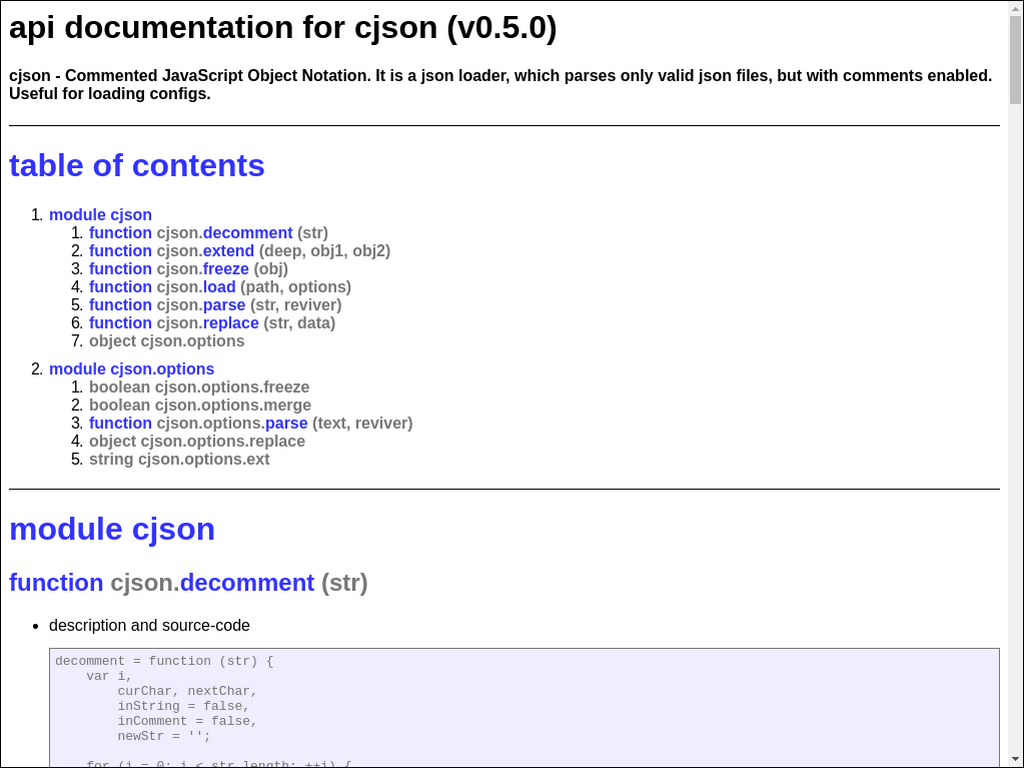 api documentation for cjson (v0.5.0)
cjson - Commented JavaScript Object Notation. It is a json loader, which parses only valid json files, but with comments enabled.
Useful for loading configs.
table of contents
1. module cjson
1. function cjson.decomment (str)
2. function cjson.extend (deep, obj1, obj2)
3. function cjson.freeze (obj)
4. function cjson.load (path, options)
5. function cjson.parse (str, reviver)
6. function cjson.replace (str, data)
7. object cjson.options
2. module cjson.options
1. boolean cjson.options.freeze
2. boolean cjson.options.merge
3. function cjson.options.parse (text, reviver)
4. object cjson.options.replace
5. string cjson.options.ext
module cjson
function cjson.decomment (str)
• description and source-code
decomment = function (str) {
    var i,
        curChar, nextChar,
        inString = false,
        inComment = false,
        newStr = '';
    for (i = 0; i < str.length; ++i) {